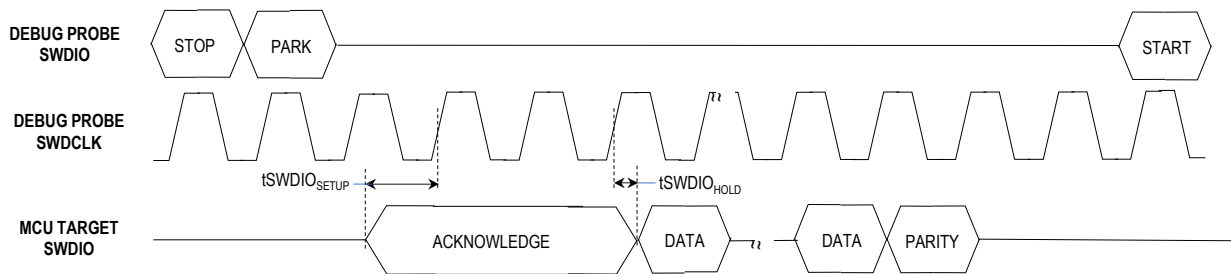 DEBUG PROBE
SWDIO
STOP
PARK
START
DEBUG PROBE
SWDCLK
tSWDIOSETUP
tSWDIOHOLD
MCU TARGET
SWDIO
ACKNOWLEDGE
DATA
DATA
PARITY